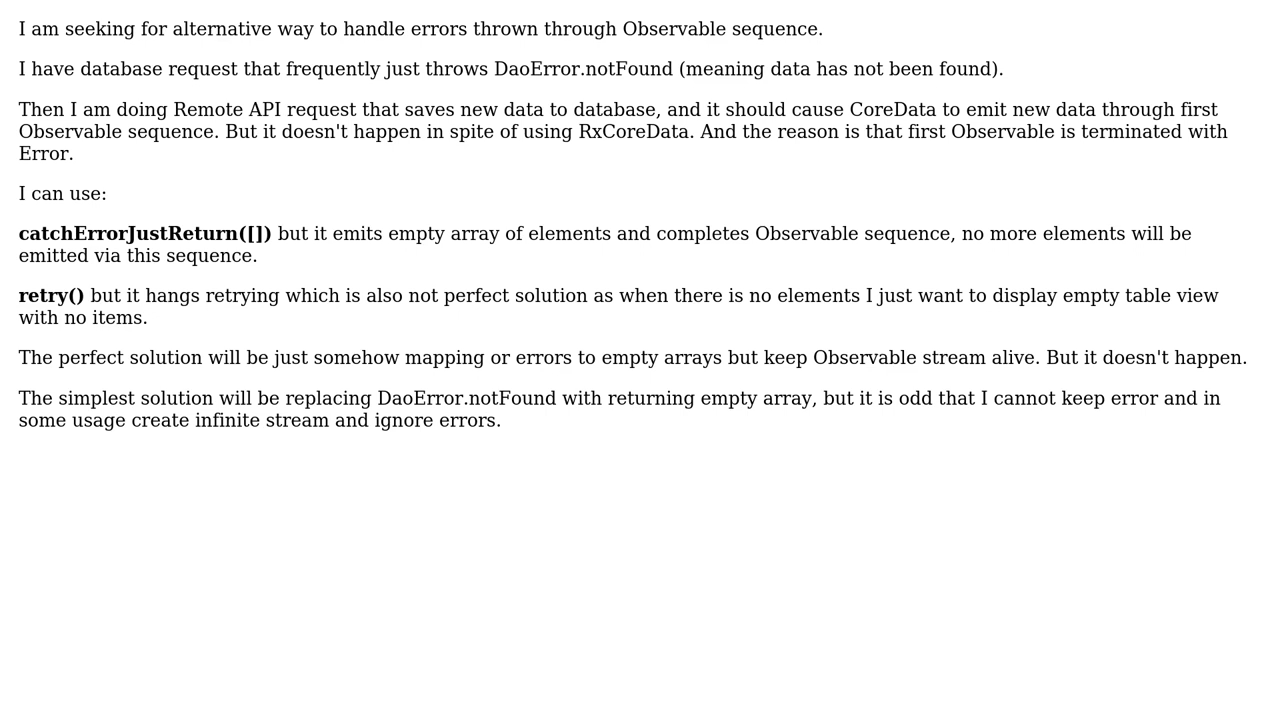 I am seeking for alternative way to handle errors thrown through Observable sequence.
I have database request that frequently just throws DaoError.notFound (meaning data has not been found).
Then I am doing Remote API request that saves new data to database, and it should cause CoreData to emit new data through first
Observable sequence. But it doesn't happen in spite of using RxCoreData. And the reason is that first Observable is terminated with
Error.
I can use:
catchErrorJustReturn([]) but it emits empty array of elements and completes Observable sequence, no more elements will be
emitted via this sequence.
retry() but it hangs retrying which is also not perfect solution as when there is no elements I just want to display empty table view
with no items.
The perfect solution will be just somehow mapping or errors to empty arrays but keep Observable stream alive. But it doesn't happen.
The simplest solution will be replacing DaoError.notFound with returning empty array, but it is odd that I cannot keep error and in
some usage create infinite stream and ignore errors.